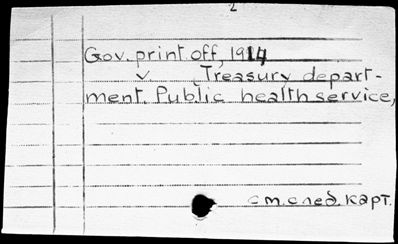 2
Gov. print. off, 1914
v Treasury depart-
ment. Public health service,
см. след. карт.